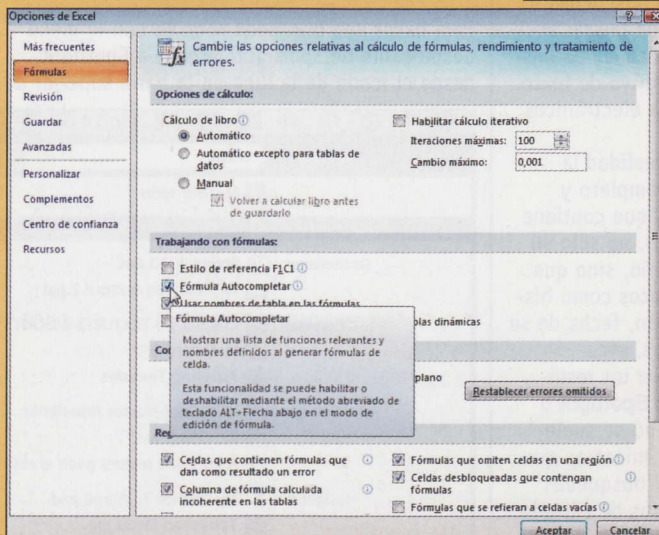 Opciones de Excel
Más frecuentes
Fórmulas
Revisión
Guardar
Avanzadas
Personalizar
Complementos
Centro de confianza
Recursos
Cambie las opciones relativas al cálculo de fórmulas, rendimiento y tratamiento de
errores.
Opciones de cálculo:
Cálculo de libro
Automático
Automático excepto para tablas de
datos
Manual
Volver a calcular libro antes
de guardarlo
Habilitar cálculo iterativo
Iteraciones máximas: 100
Cambio máximo: 0,001
Trabajando con fórmulas:
Estilo de referencia F1C1
Fórmula Autocompletar
Usar nombres de tabla en las fórmulas
Fórmula Autocompletar
Mostrar una lista de funciones relevantes y
nombres definidos al generar fórmulas de
celda.
Esta funcionalidad se puede habilitar o
deshabilitar mediante el método abreviado de
teclado ALT+Flecha abajo en el modo de
edición de fórmula.
dinámicas
plano
Restablecer errores omitidos
Celdas que contienen fórmulas que
dan como resultado un error
Columna de fórmula calculada
incoherente en las tablas
Fórmulas que omiten celdas en una región
Celdas desbloqueadas que contengan
fórmulas
Fórmulas que se refieran a celdas vacías
Aceptar
Cancelar